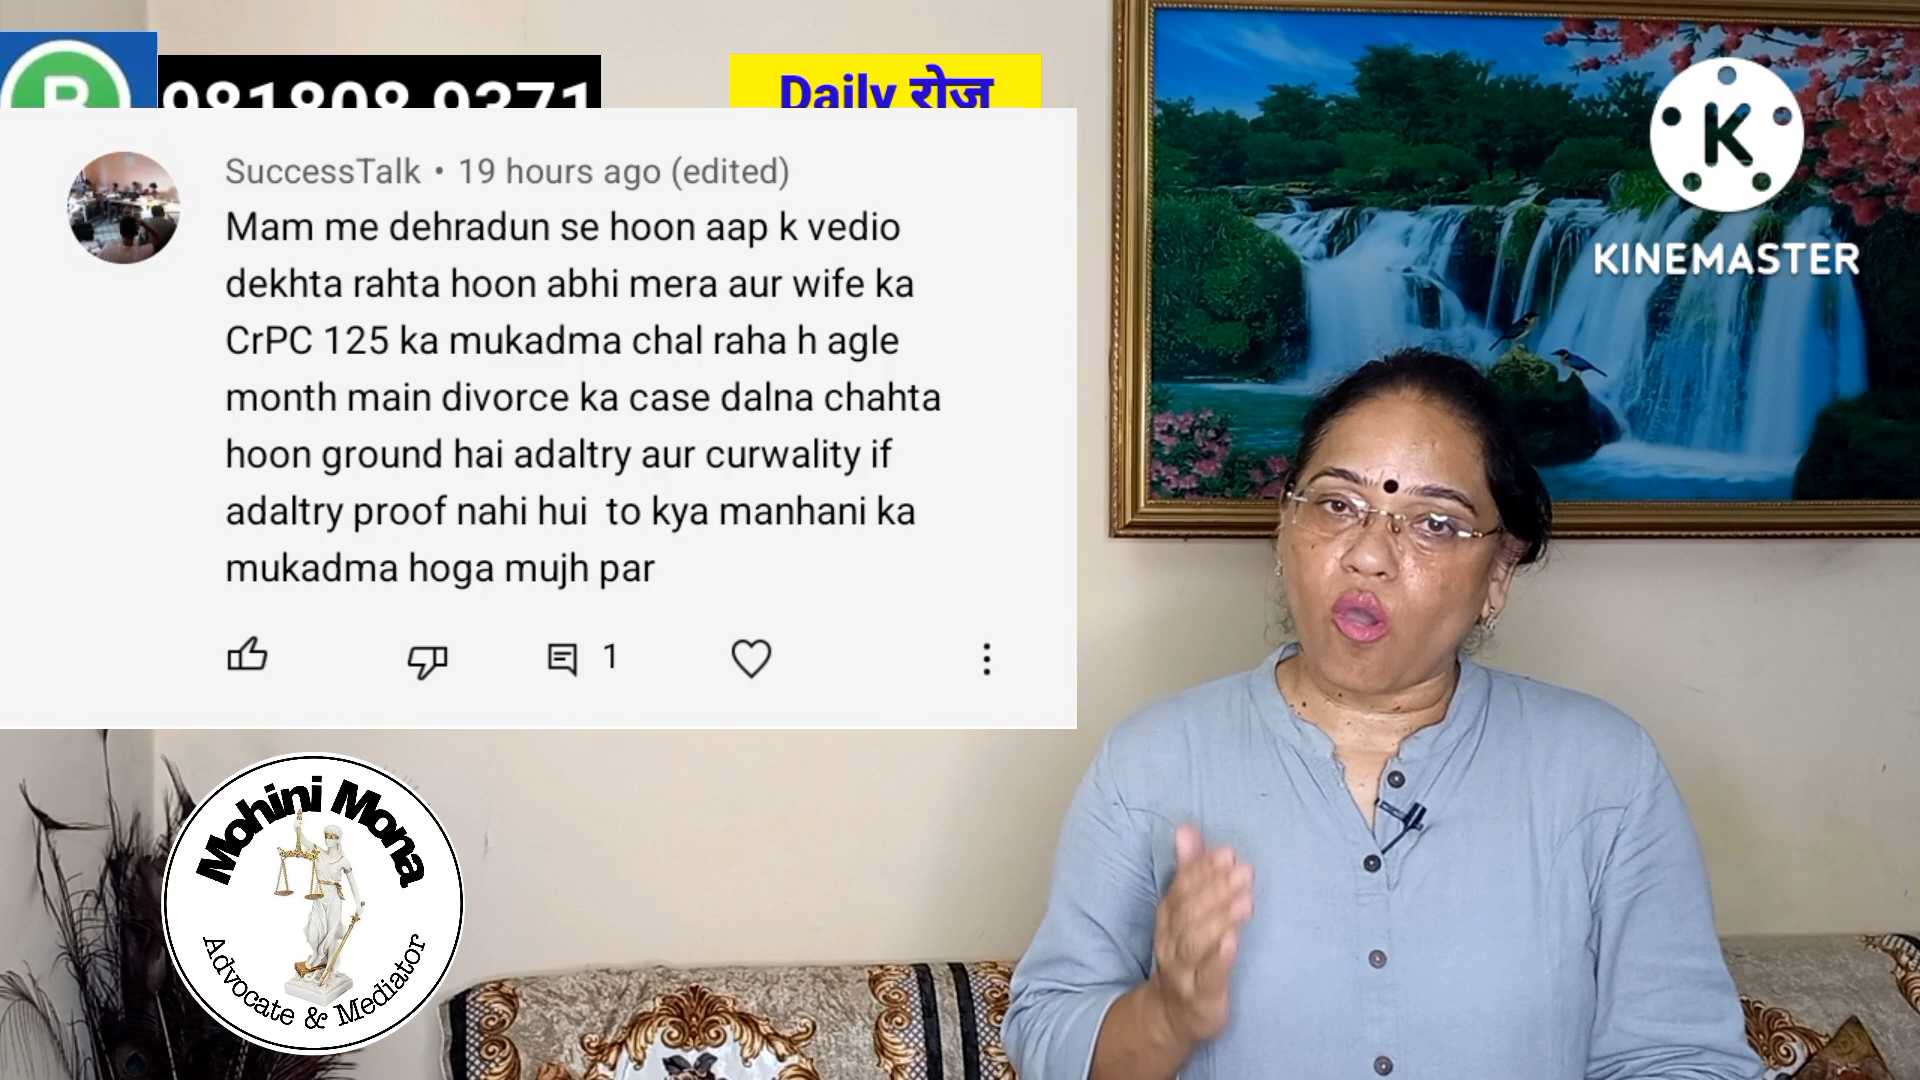 981808 9371
Daily रोज
SuccessTalk • 19 hours ago (edited)
Mam me dehradun se hoon aap k vedio
dekhta rahta hoon abhi mera aur wife ka
CrPC 125 ka mukadma chal raha h agle
month main divorce ka case dalna chahta
hoon ground hai adaltry aur curwality if
adaltry proof nahi hui to kya manhani ka
mukadma hoga mujh par
1
K
KINEMASTER
Mohini Mona
Advocate & Mediator